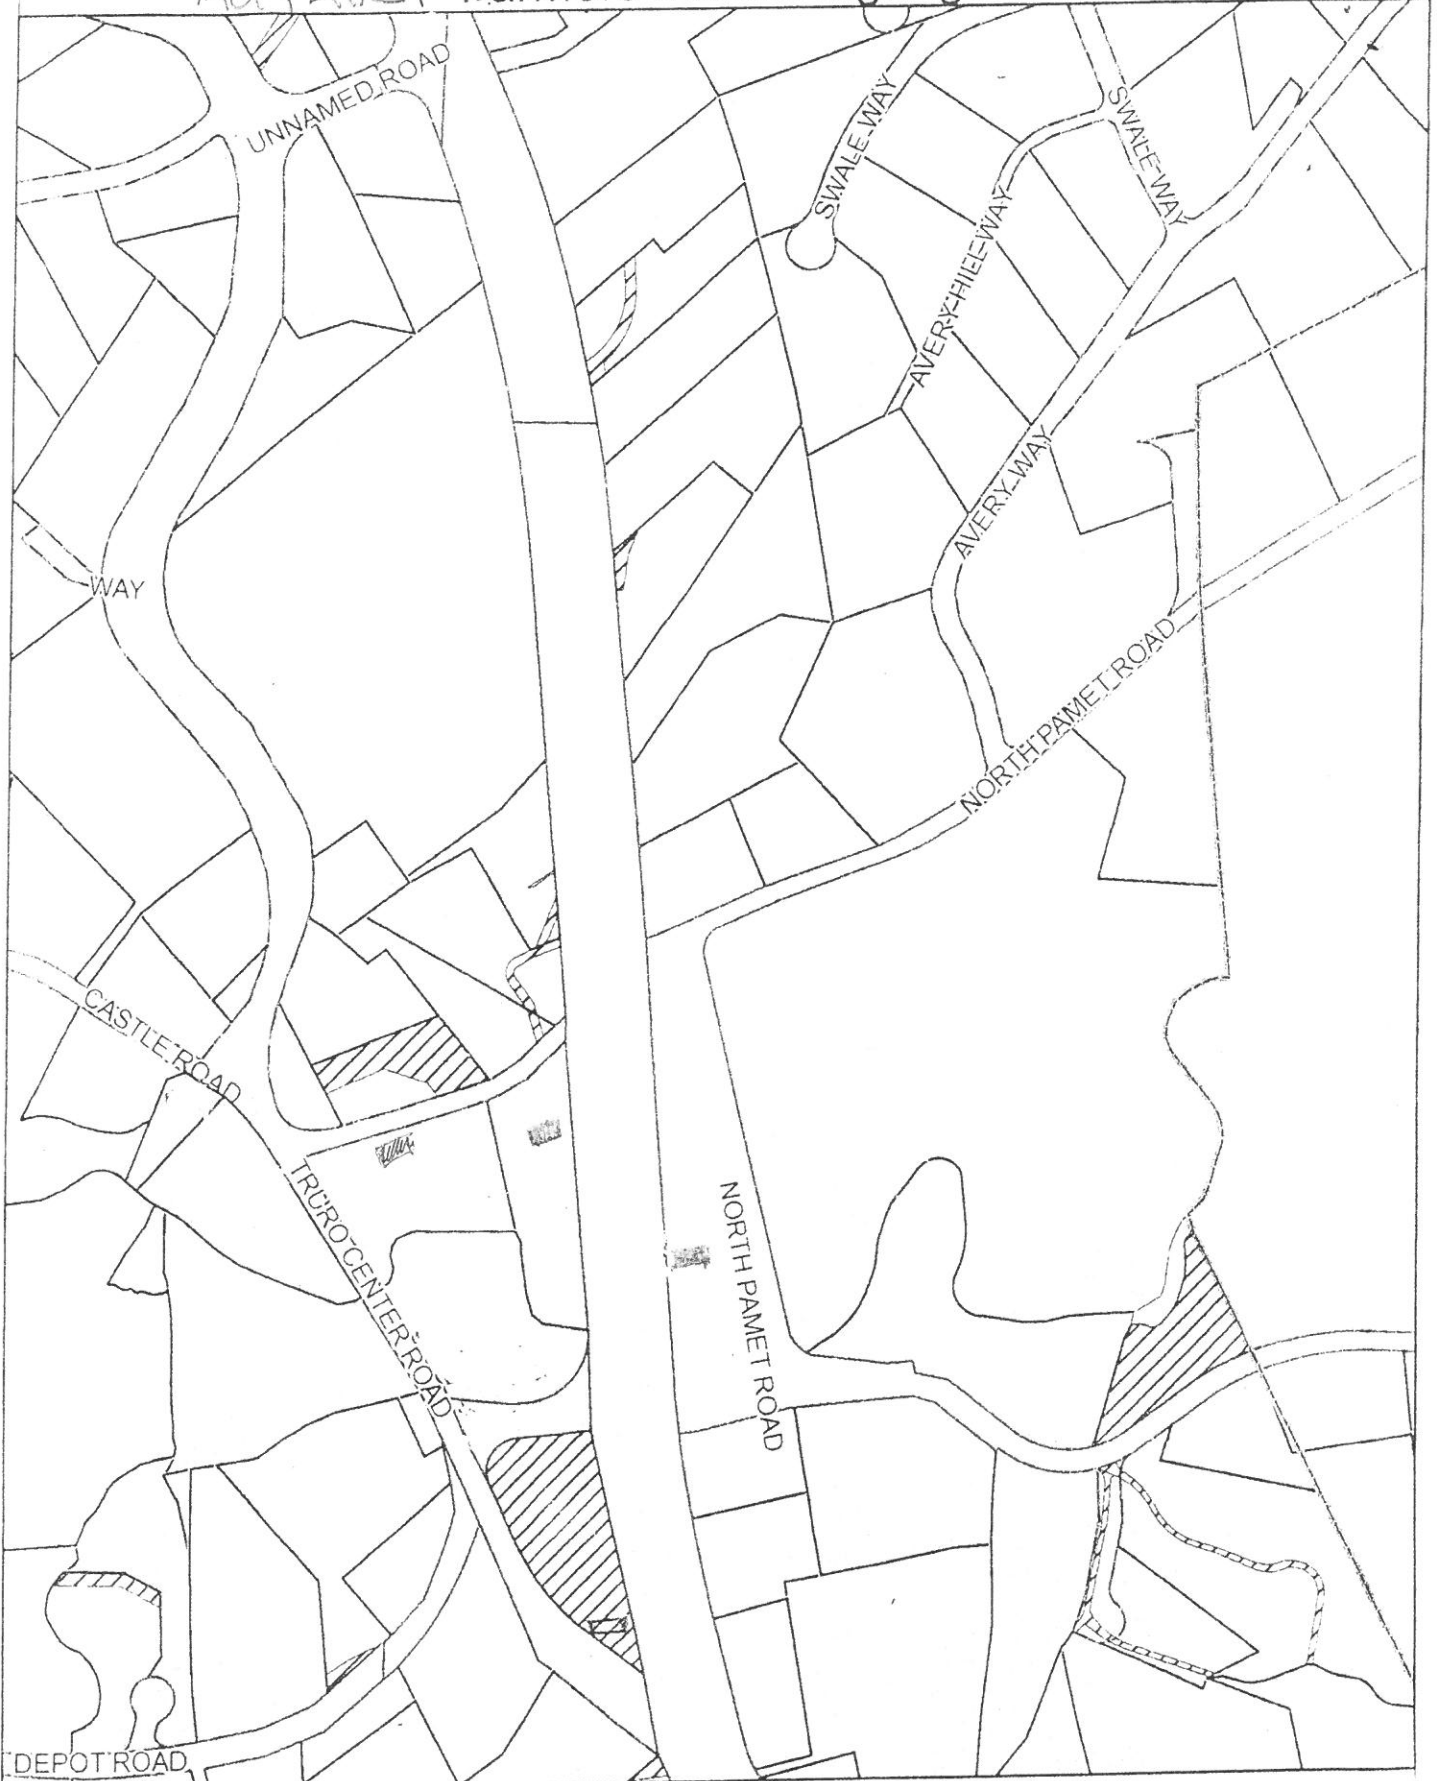 UNNAMED ROAD
SWALE WAY
SWALE WAY
AVERY HILL WAY
AVERY WAY
WAY
NORTH PAMET ROAD
CASTLE ROAD
TRURO CENTER ROAD
NORTH PAMET ROAD
DEPOT ROAD